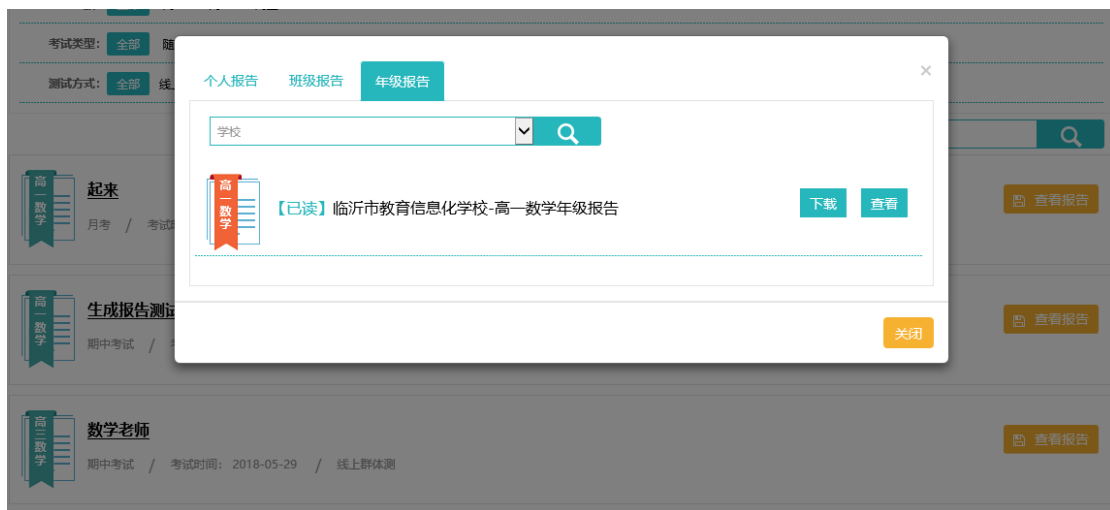 考试类型: 全部 随
测试方式: 全部 线
个人报告 班级报告 年级报告 ×
学校
高一数学 【已读】临沂市教育信息化学校-高一数学年级报告 下载 查看
关闭
高一数学 起来 查看报告
月考 / 考试
高一数学 生成报告测试 查看报告
期中考试 /
高三数学 数学老师 查看报告
期中考试 / 考试时间: 2018-05-29 / 线上群体测